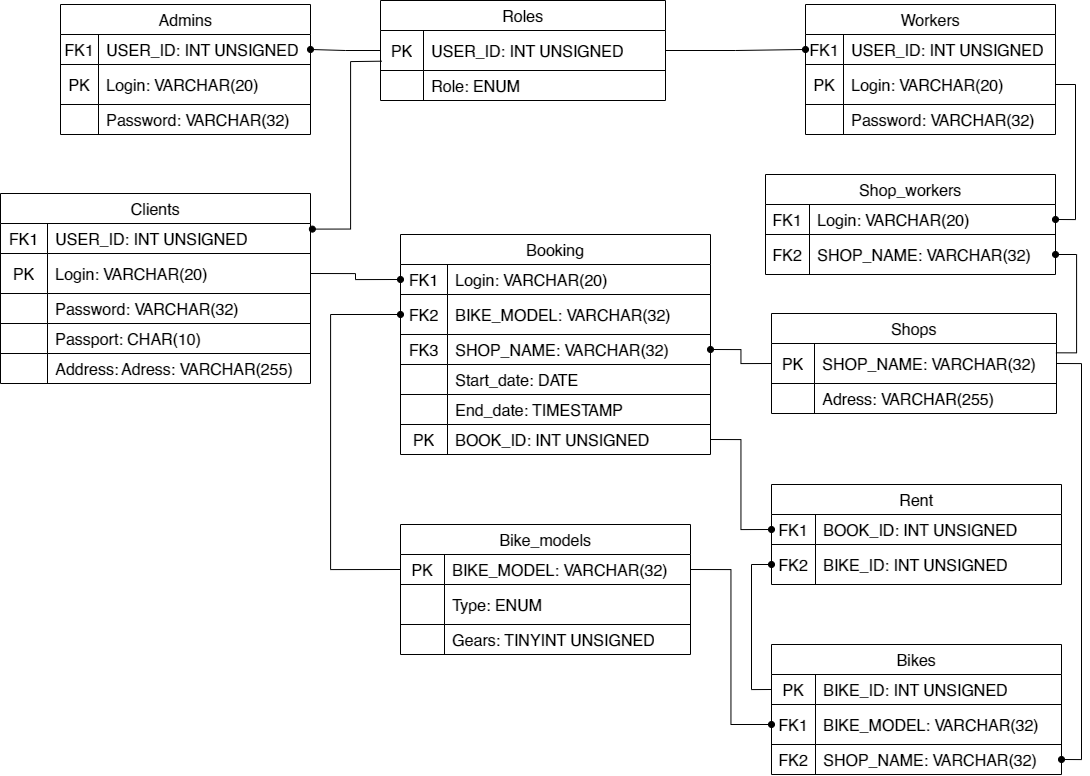 Admins
FK1 USER_ID: INT UNSIGNED
PK Login: VARCHAR(20)
Password: VARCHAR(32)
Roles
PK USER_ID: INT UNSIGNED
Role: ENUM
Workers
FK1 USER_ID: INT UNSIGNED
PK Login: VARCHAR(20)
Password: VARCHAR(32)
Clients
FK1 USER_ID: INT UNSIGNED
PK Login: VARCHAR(20)
Password: VARCHAR(32)
Passport: CHAR(10)
Address: Adress: VARCHAR(255)
Booking
FK1 Login: VARCHAR(20)
FK2 BIKE_MODEL: VARCHAR(32)
FK3 SHOP_NAME: VARCHAR(32)
Start_date: DATE
End_date: TIMESTAMP
PK BOOK_ID: INT UNSIGNED
Shop_workers
FK1 Login: VARCHAR(20)
FK2 SHOP_NAME: VARCHAR(32)
Shops
PK SHOP_NAME: VARCHAR(32)
Adress: VARCHAR(255)
Bike_models
PK BIKE_MODEL: VARCHAR(32)
Type: ENUM
Gears: TINYINT UNSIGNED
Rent
FK1 BOOK_ID: INT UNSIGNED
FK2 BIKE_ID: INT UNSIGNED
Bikes
PK BIKE_ID: INT UNSIGNED
FK1 BIKE_MODEL: VARCHAR(32)
FK2 SHOP_NAME: VARCHAR(32)